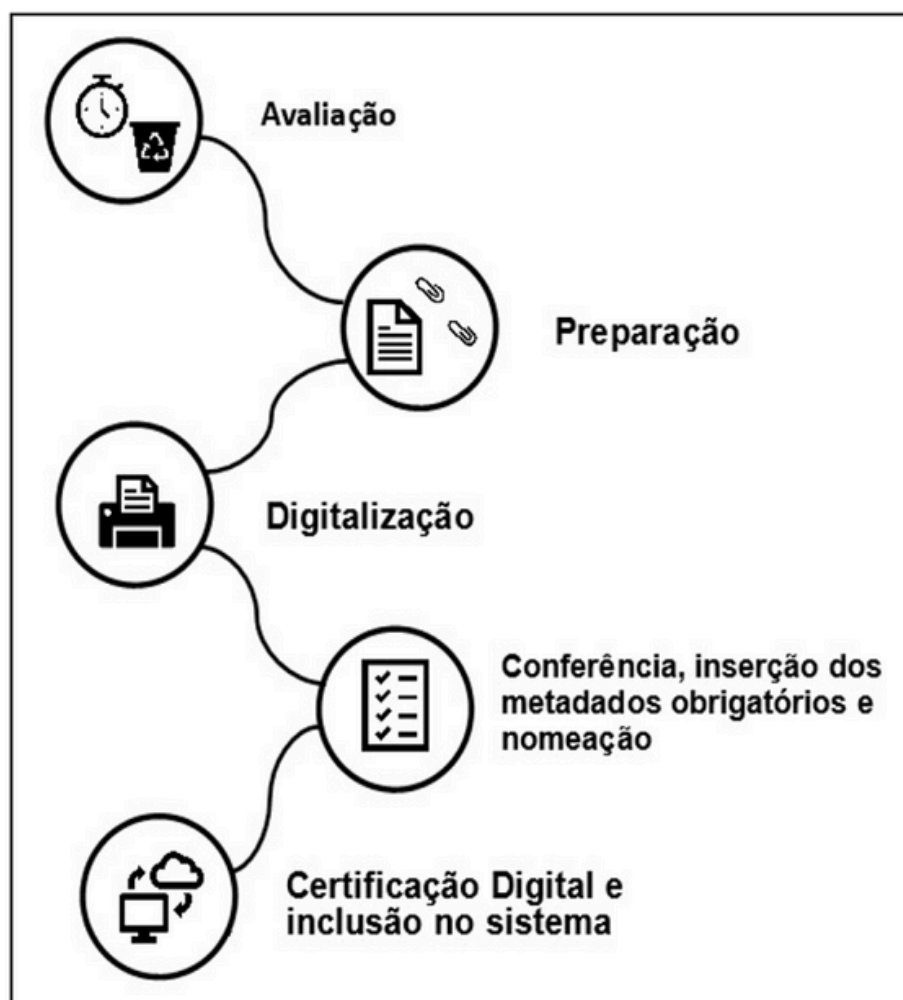 Avaliação
Preparação
Digitalização
Conferência, inserção dos
metadados obrigatórios e
nomeação
Certificação Digital e
inclusão no sistema